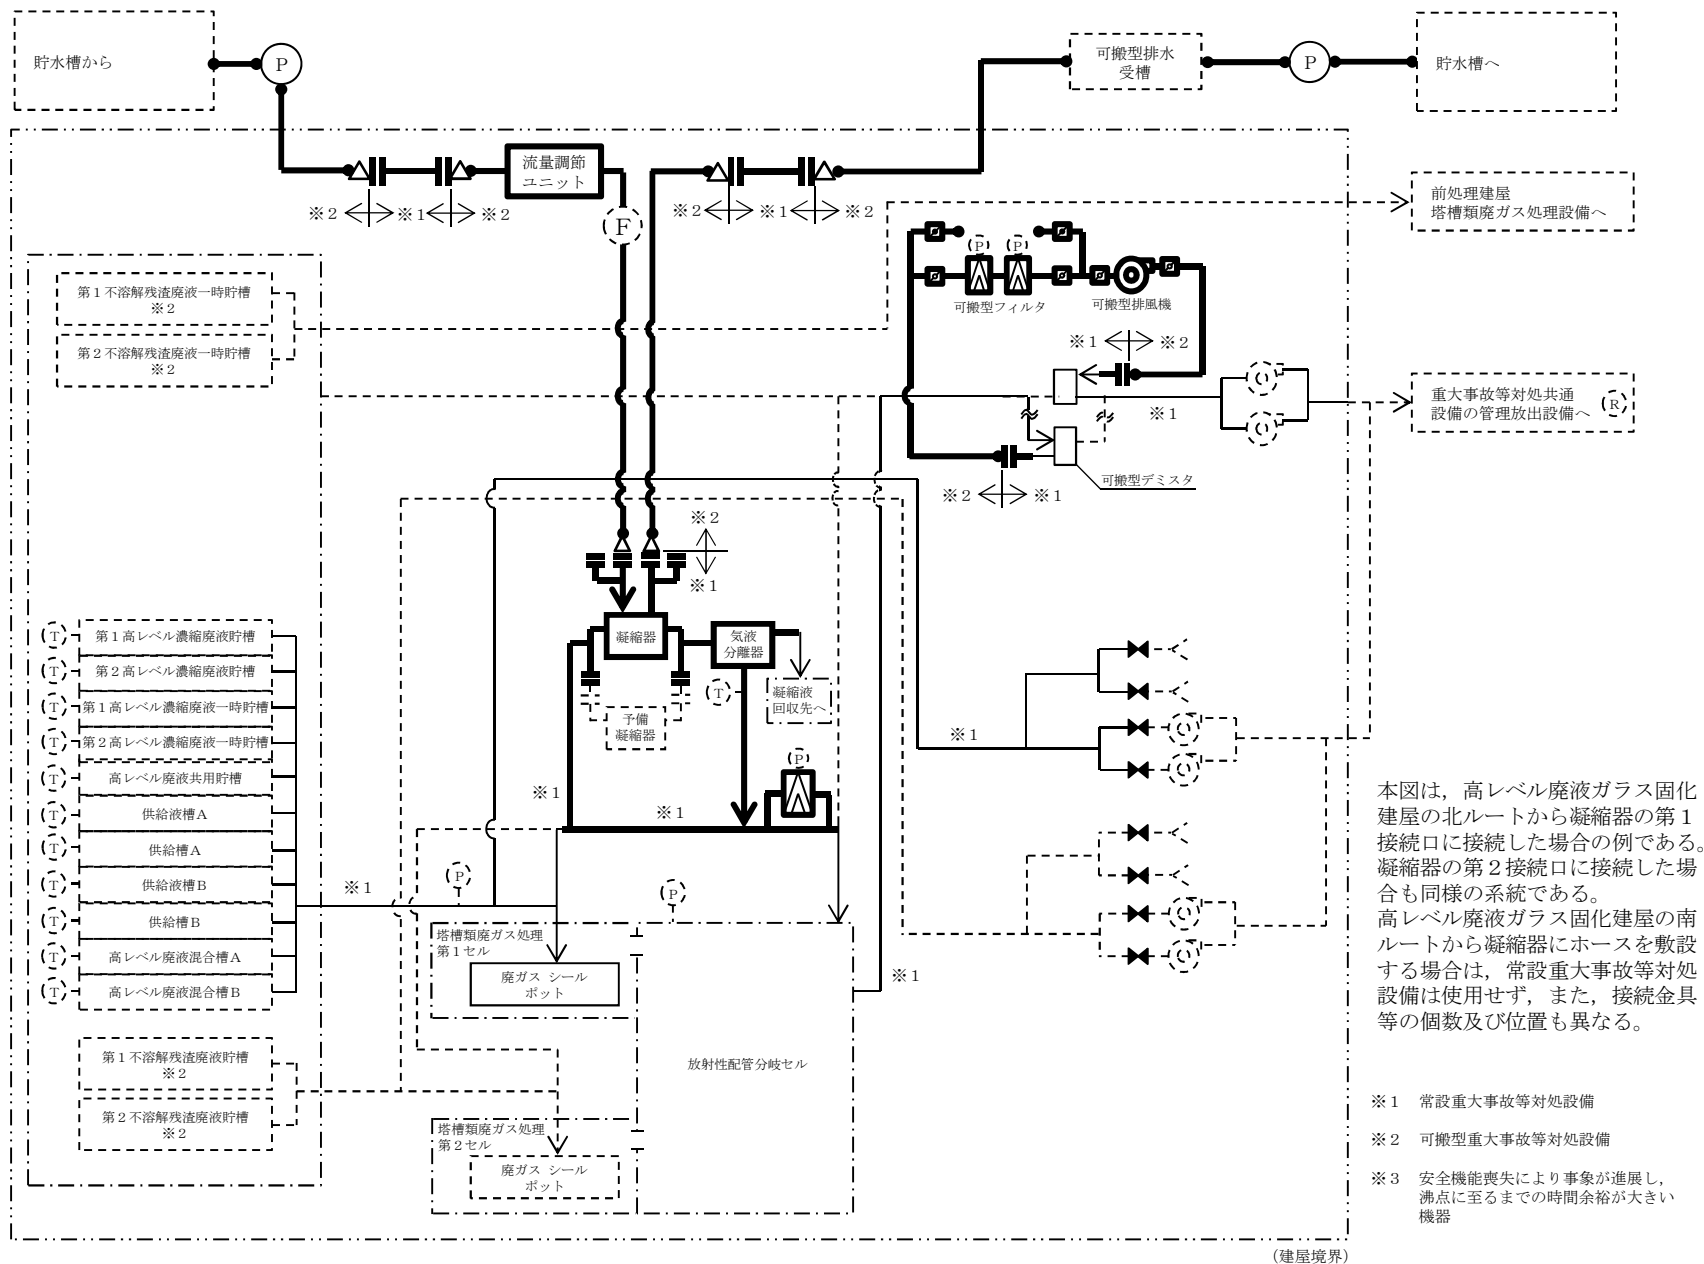 貯水槽から
P
可搬型排水
受槽
P
貯水槽へ
流量調節
ユニット
※2
※1
※2
F
※2
※1
※2
前処理建屋
塔槽類廃ガス処理設備へ
P
P
可搬型フィルタ
可搬型排風機
※1
※2
第1不溶解残渣廃液一時貯槽
※2
第2不溶解残渣廃液一時貯槽
※2
重大事故等対処共通
設備の管理放出設備へ
R
※1
可搬型デミスタ
※2
※1
※2
※1
凝縮器
気液
分離器
T
凝縮液
回収先へ
予備
凝縮器
P
※1
※1
T
第1高レベル濃縮廃液貯槽
T
第2高レベル濃縮廃液貯槽
T
第1高レベル濃縮廃液一時貯槽
T
第2高レベル濃縮廃液一時貯槽
T
高レベル廃液共用貯槽
T
供給液槽A
T
供給槽A
T
供給液槽B
T
供給槽B
T
高レベル廃液混合槽A
T
高レベル廃液混合槽B
※1
P
P
※1
※1
塔槽類廃ガス処理
第1セル
廃ガス シール
ポット
放射性配管分岐セル
第1不溶解残渣廃液貯槽
※2
第2不溶解残渣廃液貯槽
※2
塔槽類廃ガス処理
第2セル
廃ガス シール
ポット
本図は，高レベル廃液ガラス固化
建屋の北ルートから凝縮器の第1
接続口に接続した場合の例である。
凝縮器の第2接続口に接続した場
合も同様の系統である。
高レベル廃液ガラス固化建屋の南
ルートから凝縮器にホースを敷設
する場合は，常設重大事故等対処
設備は使用せず，また，接続金具
等の個数及び位置も異なる。
※1 常設重大事故等対処設備
※2 可搬型重大事故等対処設備
※3 安全機能喪失により事象が進展し，
沸点に至るまでの時間余裕が大きい
機器
（建屋境界）